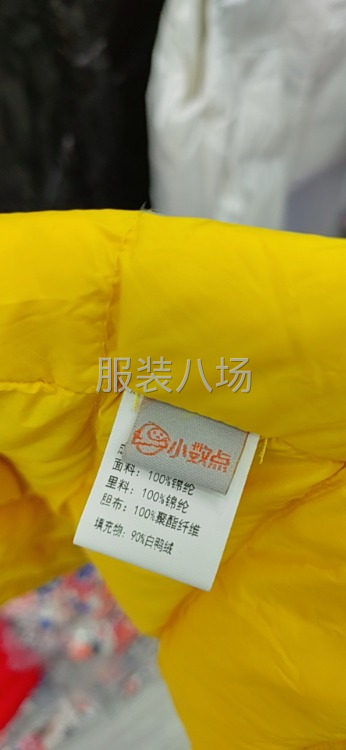 服装八场
小数点
面料: 100%锦纶
里料: 100%锦纶
胆布: 100%聚酯纤维
填充物: 90%白鸭绒